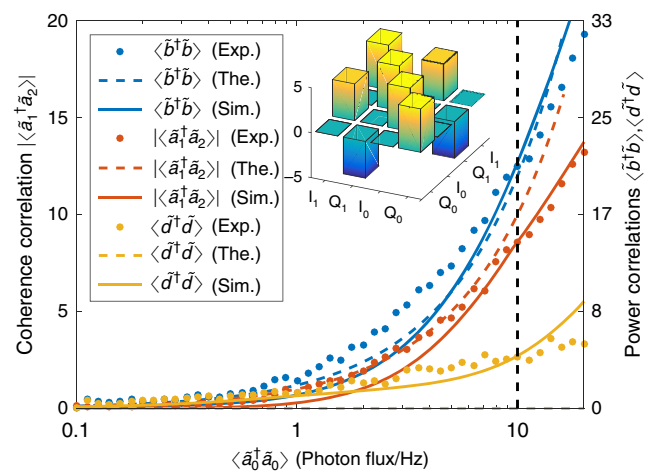 20
15
10
5
0
Coherence correlation |⟨ã₁†ã₂⟩|
⟨b̃†b̃⟩ (Exp.)
⟨b̃†b̃⟩ (The.)
⟨b̃†b̃⟩ (Sim.)
|⟨ã₁†ã₂⟩| (Exp.)
|⟨ã₁†ã₂⟩| (The.)
|⟨ã₁†ã₂⟩| (Sim.)
⟨d̃†d̃⟩ (Exp.)
⟨d̃†d̃⟩ (The.)
⟨d̃†d̃⟩ (Sim.)
5
0
−5
I₁ Q₁ I₀ Q₀
Q₀ I₀ Q₁ I₁
33
25
17
8
0
Power correlations ⟨b̃†b̃⟩,⟨d̃†d̃⟩
0.1 1 10
⟨ã₀†ã₀⟩ (Photon flux/Hz)